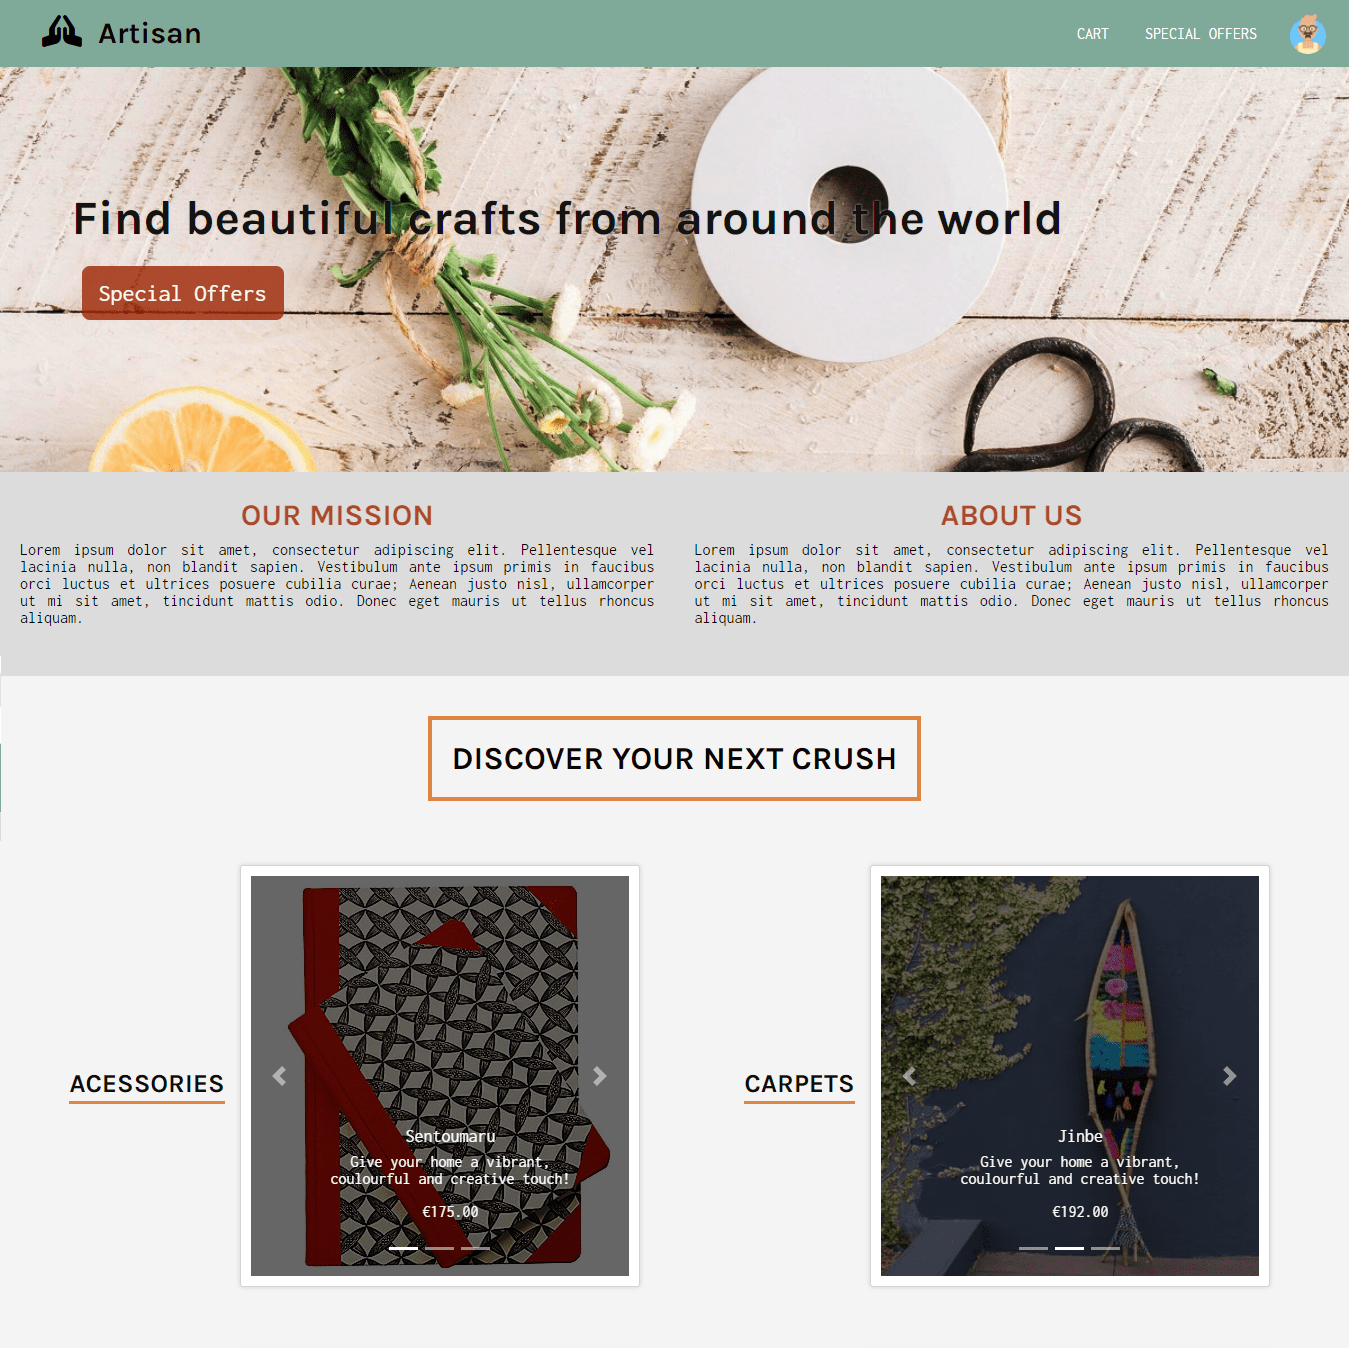 Artisan
CART
SPECIAL OFFERS
Find beautiful crafts from around the world
Special Offers
OUR MISSION
Lorem ipsum dolor sit amet, consectetur adipiscing elit. Pellentesque vel
lacinia nulla, non blandit sapien. Vestibulum ante ipsum primis in faucibus
orci luctus et ultrices posuere cubilia curae; Aenean justo nisl, ullamcorper
ut mi sit amet, tincidunt mattis odio. Donec eget mauris ut tellus rhoncus
aliquam.
ABOUT US
Lorem ipsum dolor sit amet, consectetur adipiscing elit. Pellentesque vel
lacinia nulla, non blandit sapien. Vestibulum ante ipsum primis in faucibus
orci luctus et ultrices posuere cubilia curae; Aenean justo nisl, ullamcorper
ut mi sit amet, tincidunt mattis odio. Donec eget mauris ut tellus rhoncus
aliquam.
DISCOVER YOUR NEXT CRUSH
ACESSORIES
Sentoumaru
Give your home a vibrant,
coulourful and creative touch!
€175.00
CARPETS
Jinbe
Give your home a vibrant,
coulourful and creative touch!
€192.00